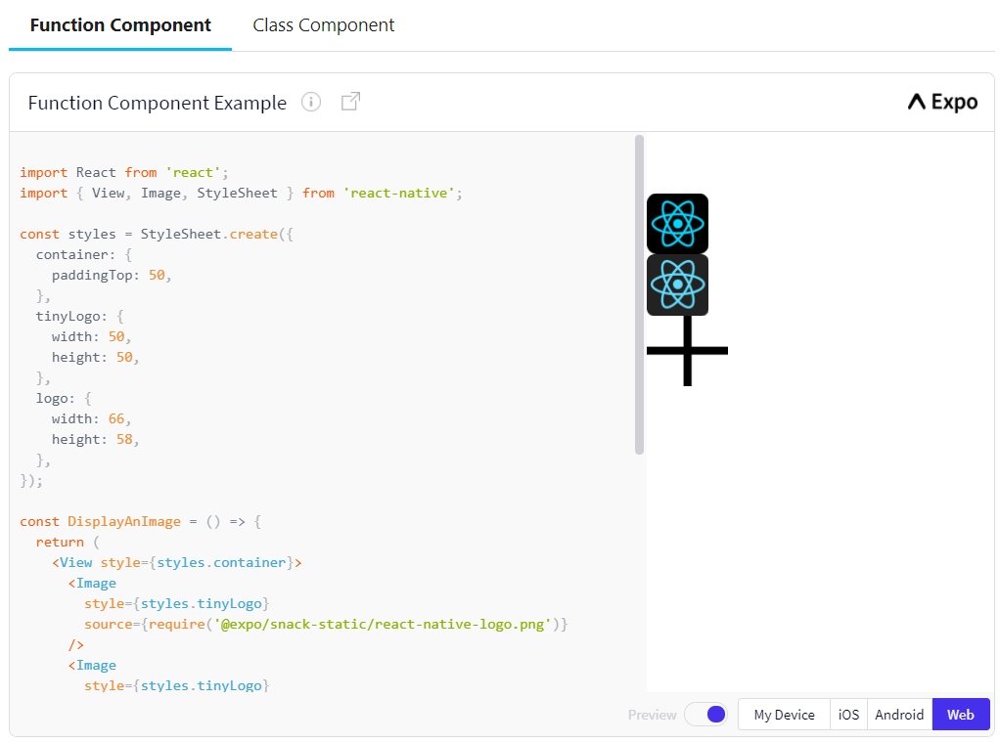 Function Component Class Component
Function Component Example
Expo
import React from 'react';
import { View, Image, StyleSheet } from 'react-native';
const styles = StyleSheet.create({
  container: {
    paddingTop: 50,
  },
  tinyLogo: {
    width: 50,
    height: 50,
  },
  logo: {
    width: 66,
    height: 58,
  },
});
const DisplayAnImage = () => {
  return (
    <View style={styles.container}>
      <Image
        style={styles.tinyLogo}
        source={require('@expo/snack-static/react-native-logo.png')}
      />
      <Image
        style={styles.tinyLogo}
Preview My Device iOS Android Web